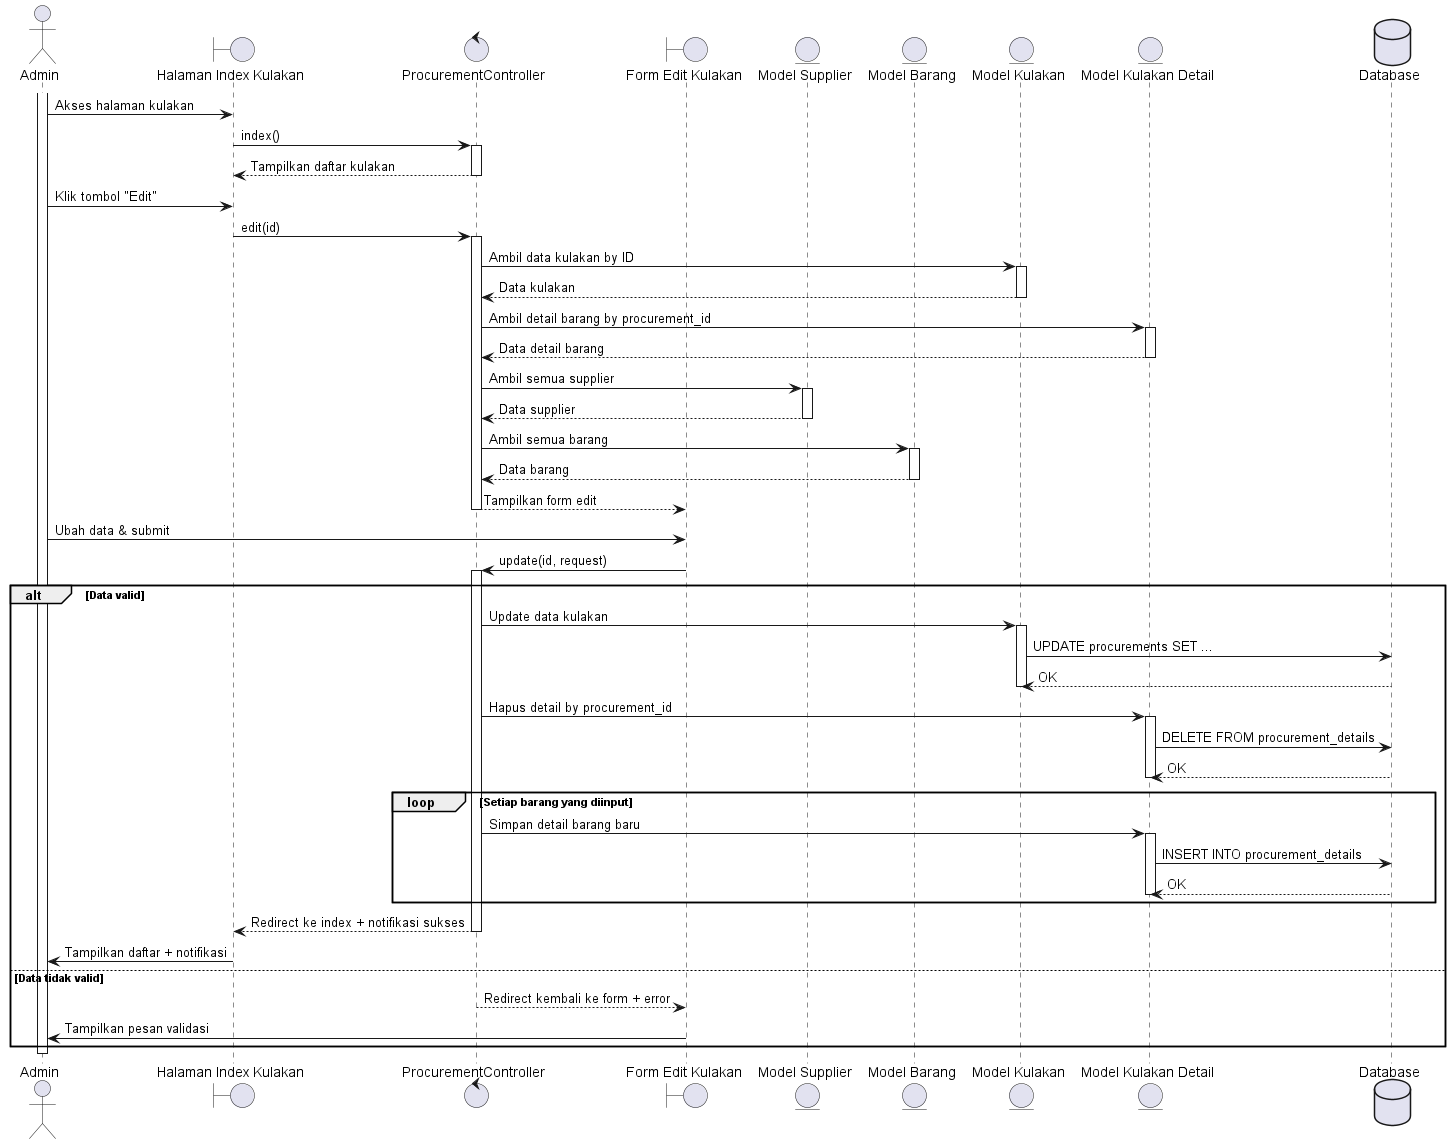 Admin
Halaman Index Kulakan
ProcurementController
Form Edit Kulakan
Model Supplier
Model Barang
Model Kulakan
Model Kulakan Detail
Database
Akses halaman kulakan
index()
Tampilkan daftar kulakan
Klik tombol "Edit"
edit(id)
Ambil data kulakan by ID
Data kulakan
Ambil detail barang by procurement_id
Data detail barang
Ambil semua supplier
Data supplier
Ambil semua barang
Data barang
Tampilkan form edit
Ubah data & submit
update(id, request)
alt [Data valid]
Update data kulakan
UPDATE procurements SET ...
OK
Hapus detail by procurement_id
DELETE FROM procurement_details
OK
loop [Setiap barang yang diinput]
Simpan detail barang baru
INSERT INTO procurement_details
OK
Redirect ke index + notifikasi sukses
Tampilkan daftar + notifikasi
[Data tidak valid]
Redirect kembali ke form + error
Tampilkan pesan validasi
Admin
Halaman Index Kulakan
ProcurementController
Form Edit Kulakan
Model Supplier
Model Barang
Model Kulakan
Model Kulakan Detail
Database